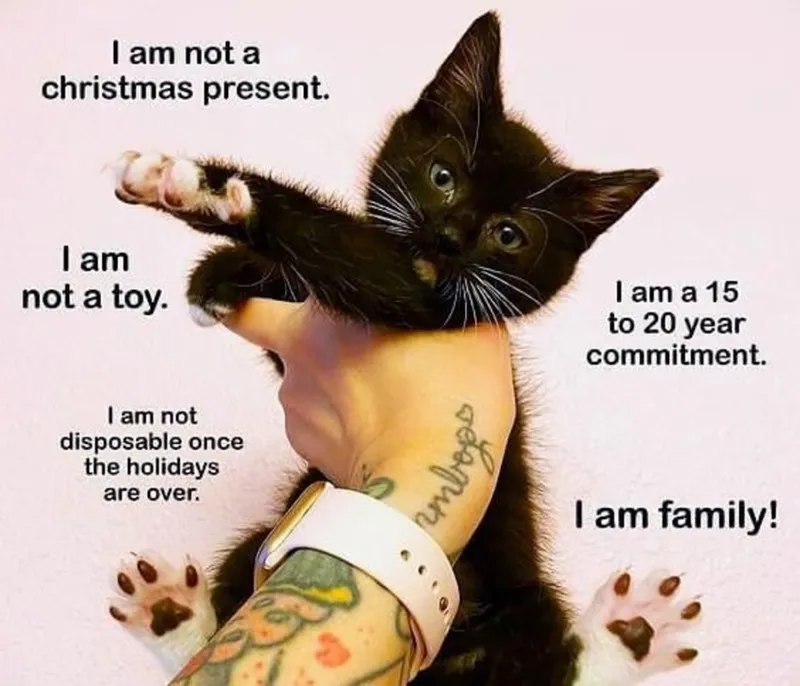 I am not a
christmas present.
I am
not a toy.
I am a 15
to 20 year
commitment.
I am not
disposable once
the holidays
are over.
I am family!